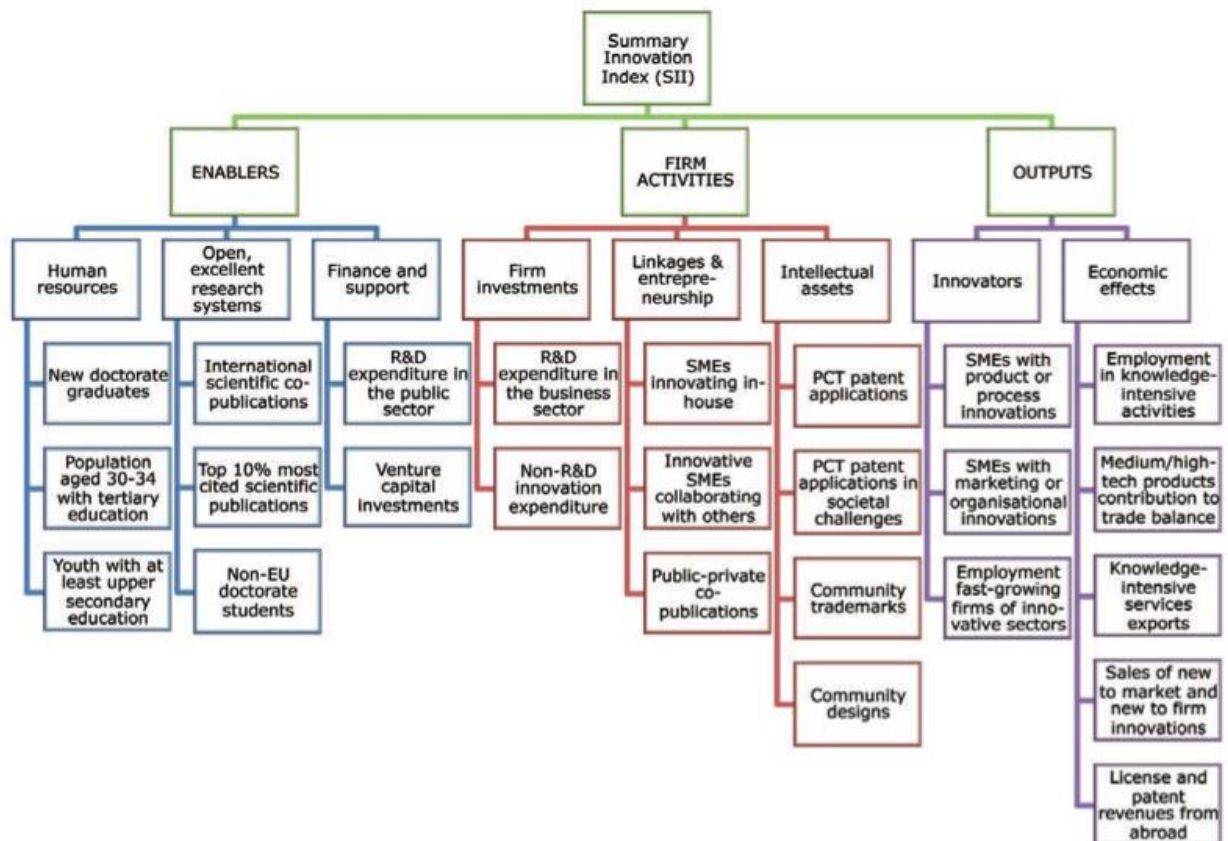 Summary
Innovation
Index (SII)
ENABLERS
FIRM
ACTIVITIES
OUTPUTS
Human
resources
Open,
excellent
research
systems
Finance and
support
Firm
investments
Linkages &
entrepre-
neurship
Intellectual
assets
Innovators
Economic
effects
New doctorate
graduates
Population
aged 30-34
with tertiary
education
Youth with at
least upper
secondary
education
International
scientific co-
publications
Top 10% most
cited scientific
publications
Non-EU
doctorate
students
R&D
expenditure in
the public
sector
Venture
capital
investments
R&D
expenditure in
the business
sector
Non-R&D
innovation
expenditure
SMEs
innovating in-
house
Innovative
SMEs
collaborating
with others
Public-private
co-
publications
PCT patent
applications
PCT patent
applications in
societal
challenges
Community
trademarks
Community
designs
SMEs with
product or
process
innovations
SMEs with
marketing or
organisational
innovations
Employment
fast-growing
firms of inno-
vative sectors
Employment
in knowledge-
intensive
activities
Medium/high-
tech products
contribution to
trade balance
Knowledge-
intensive
services
exports
Sales of new
to market and
new to firm
innovations
License and
patent
revenues from
abroad